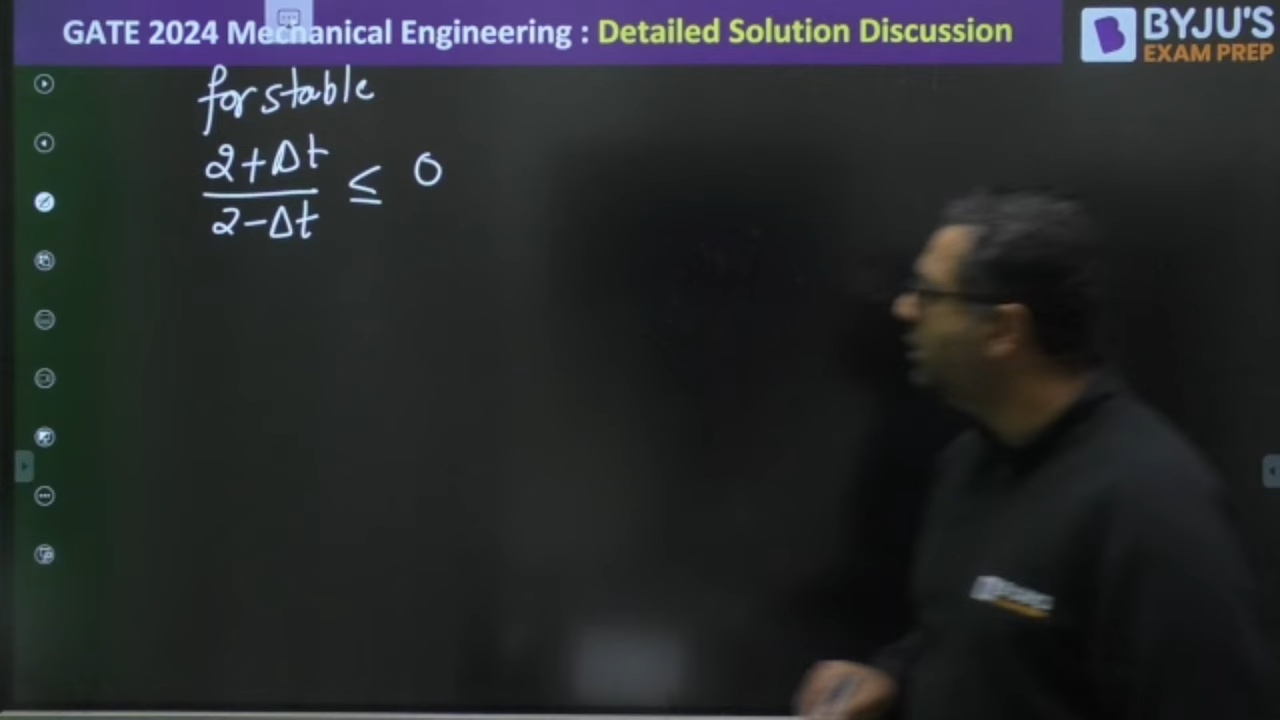 GATE 2024 Mechanical Engineering : Detailed Solution Discussion
BYJU'S
EXAM PREP
for stable
2+Δt
/ 2-Δt ≤ 0